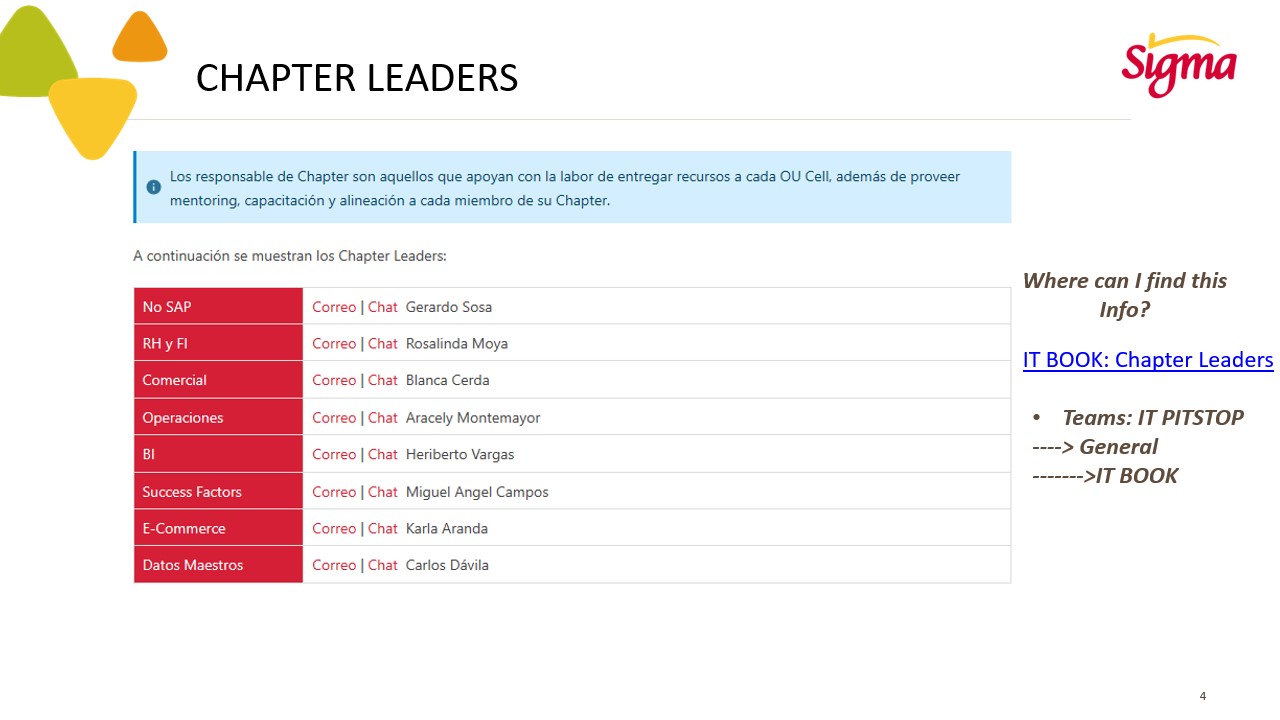 CHAPTER LEADERS
Sigma
Los responsable de Chapter son aquellos que apoyan con la labor de entregar recursos a cada OU Cell, además de proveer
mentoring, capacitación y alineación a cada miembro de su Chapter.
A continuación se muestran los Chapter Leaders:
No SAP Correo | Chat Gerardo Sosa
RH y FI Correo | Chat Rosalinda Moya
Comercial Correo | Chat Blanca Cerda
Operaciones Correo | Chat Aracely Montemayor
BI Correo | Chat Heriberto Vargas
Success Factors Correo | Chat Miguel Angel Campos
E-Commerce Correo | Chat Karla Aranda
Datos Maestros Correo | Chat Carlos Dávila
Where can I find this
Info?
IT BOOK: Chapter Leaders
• Teams: IT PITSTOP
----> General
------->IT BOOK
4